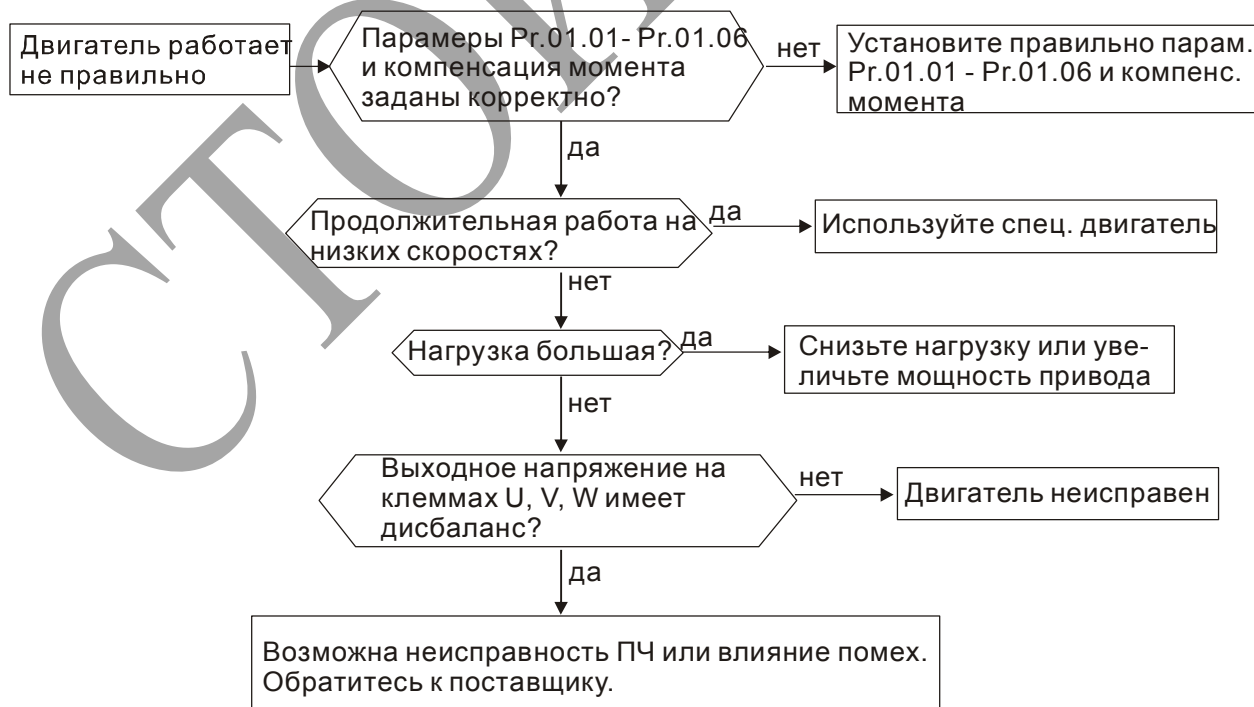 Двигатель работает
не правильно
Парамеры Pr.01.01- Pr.01.06
и компенсация момента
заданы корректно?
нет
Установите правильно парам.
Pr.01.01 - Pr.01.06 и компенс.
момента
да
Продолжительная работа на
низких скоростях?
да
Используйте спец. двигатель
нет
Нагрузка большая?
да
Снизьте нагрузку или уве-
личьте мощность привода
нет
Выходное напряжение на
клеммах U, V, W имеет
дисбаланс?
нет
Двигатель неисправен
да
Возможна неисправность ПЧ или влияние помех.
Обратитесь к поставщику.